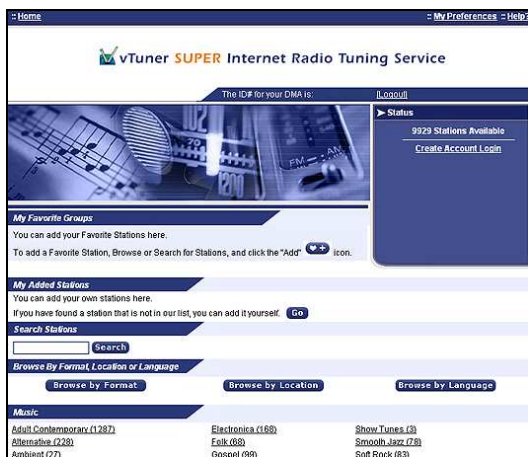 :: Home :: My Preferences :: Help?
vTuner SUPER Internet Radio Tuning Service
The ID# for your DMA is: [Logout]
Status
9929 Stations Available
Create Account Login
My Favorite Groups
You can add your Favorite Stations here.
To add a Favorite Station, Browse or Search for Stations, and click the "Add" icon.
My Added Stations
You can add your own stations here.
If you have found a station that is not in our list, you can add it yourself. Go
Search Stations
Search
Browse By Format, Location or Language
Browse by Format Browse by Location Browse by Language
Music
Adult Contemporary (1287) Electronica (168) Show Tunes (3)
Alternative (228) Folk (68) Smooth Jazz (78)
Ambient (27) Gospel (99) Soft Rock (83)